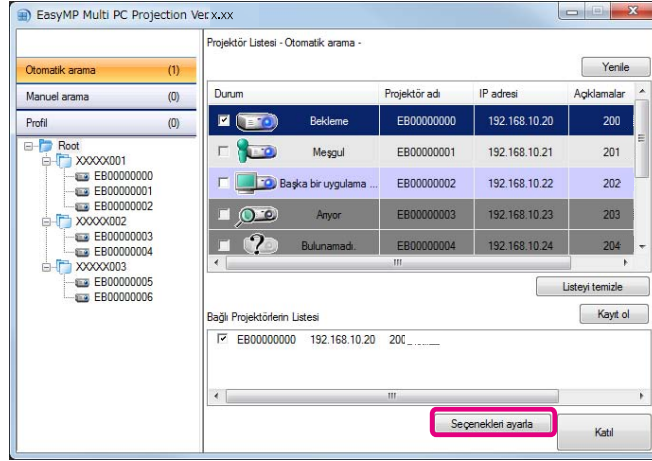 EasyMP Multi PC Projection Ver.x.xx
Projektör Listesi - Otomatik arama -
Otomatik arama (1)
Manuel arama (0)
Profil (0)
Root
XXXXX001
EB00000000
EB00000001
EB00000002
XXXXX002
EB00000003
EB00000004
XXXXX003
EB00000005
EB00000006
Yenile
Durum Projektör adı IP adresi Açıklamalar
Bekleme EB00000000 192.168.10.20 200
Meşgul EB00000001 192.168.10.21 201
Başka bir uygulama ... EB00000002 192.168.10.22 202
Arıyor EB00000003 192.168.10.23 203
Bulunamadı. EB00000004 192.168.10.24 204
Listeyi temizle
Bağlı Projektörlerin Listesi
Kayıt ol
EB00000000 192.168.10.20 200
Seçenekleri ayarla
Katıl